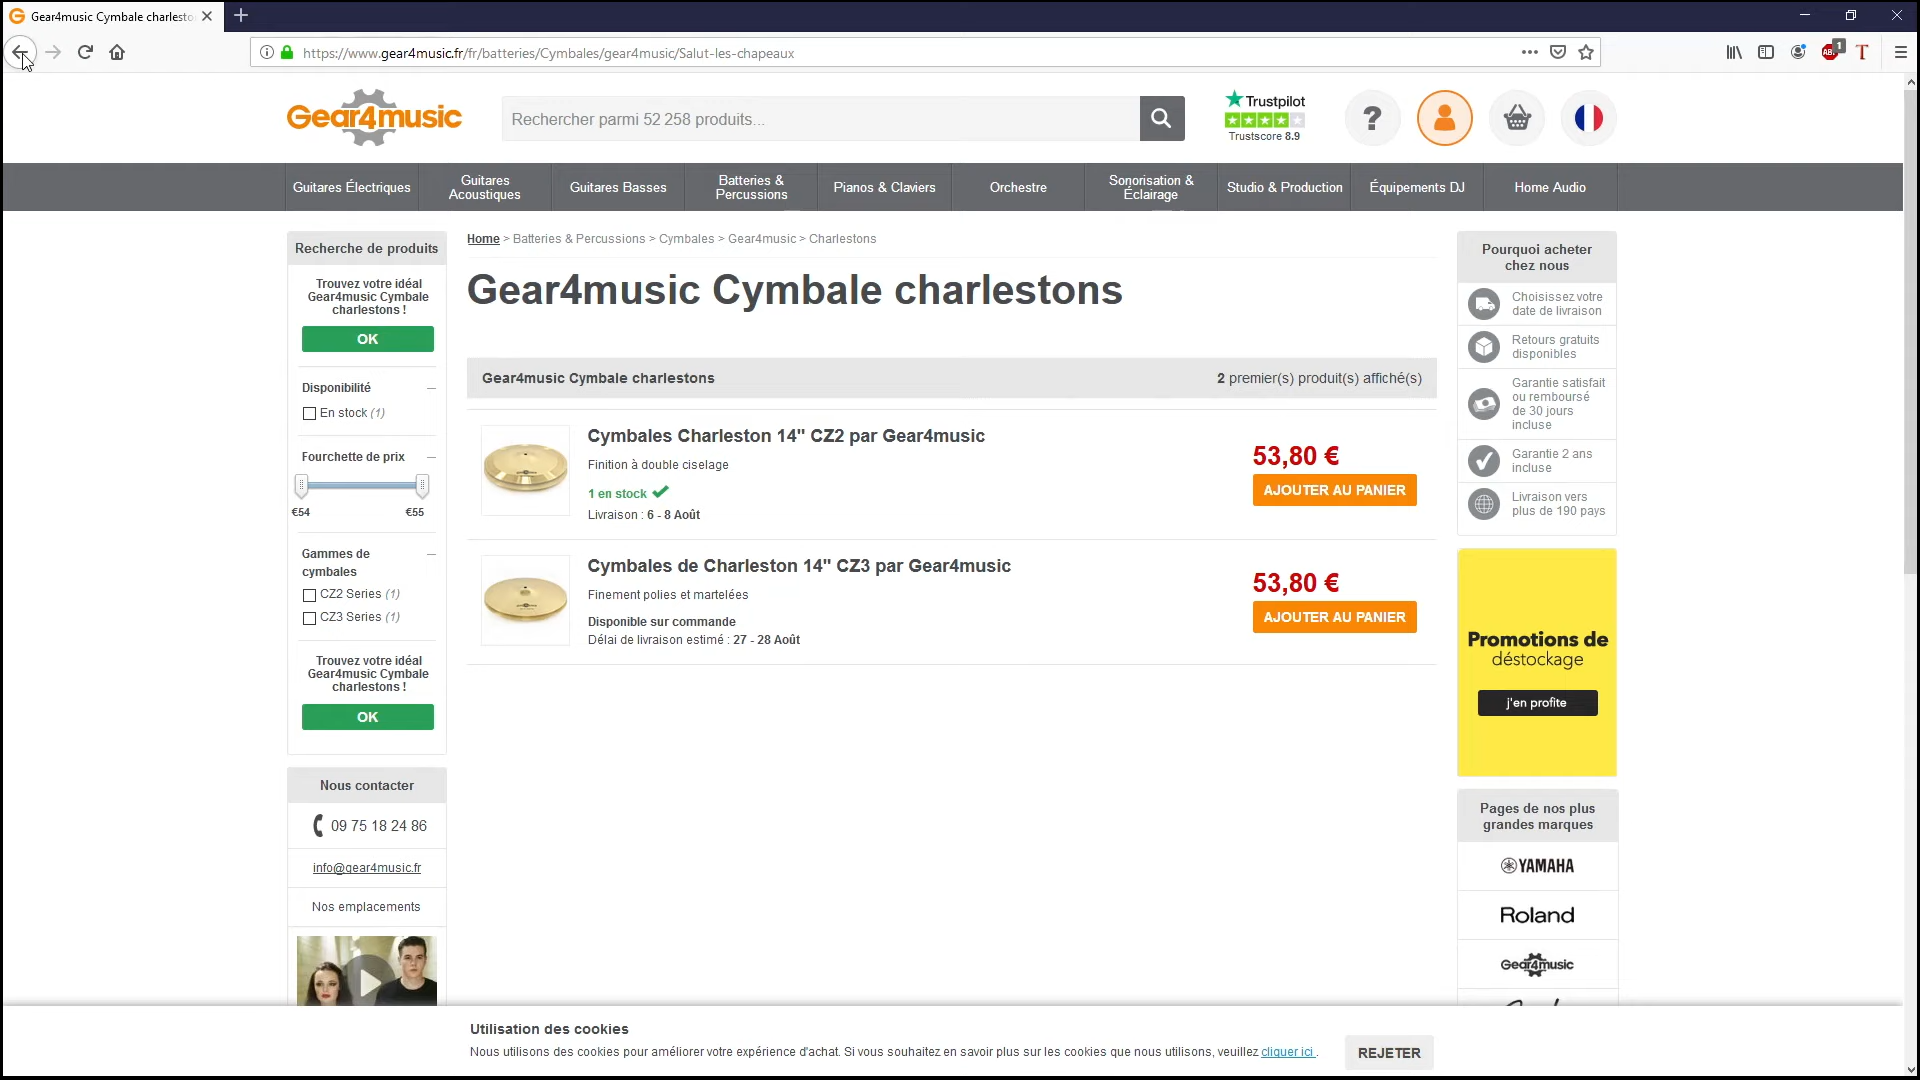 Gear4music Cymbale charlesto
https://www.gear4music.fr/fr/batteries/Cymbales/gear4music/Salut-les-chapeaux
1
Gear4music
Rechercher parmi 52 258 produits...
Trustpilot
Trustscore 8.9
?
Guitares Électriques
Guitares Acoustiques
Guitares Basses
Batteries & Percussions
Pianos & Claviers
Orchestre
Sonorisation & Éclairage
Studio & Production
Équipements DJ
Home Audio
Recherche de produits
Trouvez votre idéal
Gear4music Cymbale
charlestons !
OK
Disponibilité
En stock (1)
Fourchette de prix
€54 €55
Gammes de
cymbales
CZ2 Series (1)
CZ3 Series (1)
Trouvez votre idéal
Gear4music Cymbale
charlestons !
OK
Nous contacter
09 75 18 24 86
info@gear4music.fr
Nos emplacements
Home > Batteries & Percussions > Cymbales > Gear4music > Charlestons
Gear4music Cymbale charlestons
Gear4music Cymbale charlestons
2 premier(s) produit(s) affiché(s)
Cymbales Charleston 14" CZ2 par Gear4music
Finition à double ciselage
1 en stock
Livraison : 6 - 8 Août
53,80 €
AJOUTER AU PANIER
Cymbales de Charleston 14" CZ3 par Gear4music
Finement polies et martelées
Disponible sur commande
Délai de livraison estimé : 27 - 28 Août
53,80 €
AJOUTER AU PANIER
Pourquoi acheter
chez nous
Choisissez votre
date de livraison
Retours gratuits
disponibles
Garantie satisfait
ou remboursé
de 30 jours
incluse
Garantie 2 ans
incluse
Livraison vers
plus de 190 pays
Promotions de
déstockage
j'en profite
Pages de nos plus
grandes marques
YAMAHA
Roland
Gear4music
Utilisation des cookies
Nous utilisons des cookies pour améliorer votre expérience d'achat. Si vous souhaitez en savoir plus sur les cookies que nous utilisons, veuillez cliquer ici .
REJETER